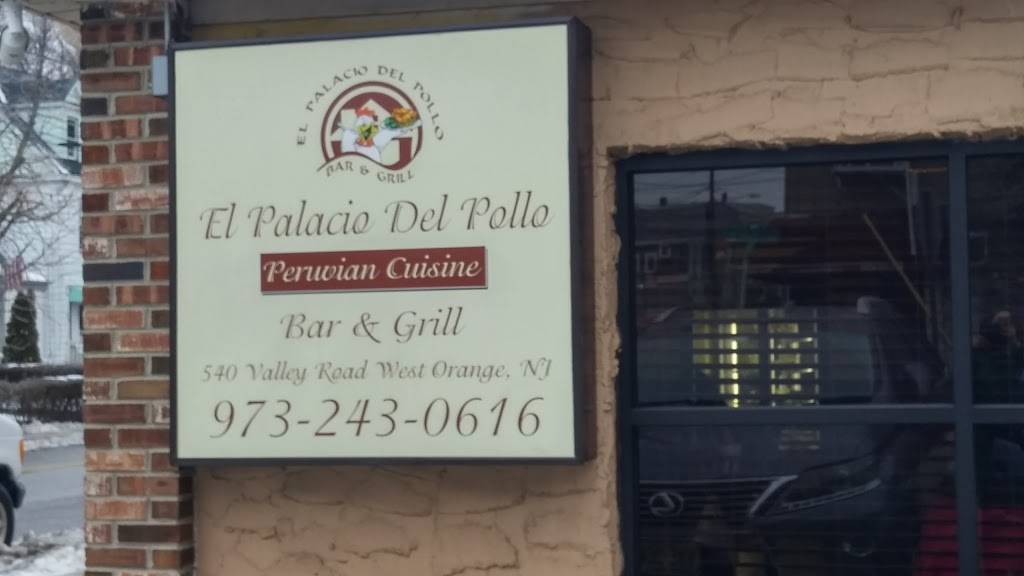 EL PALACIO DEL POLLO
BAR & GRILL
El Palacio Del Pollo
Peruvian Cuisine
Bar & Grill
540 Valley Road West Orange, NJ
973-243-0616